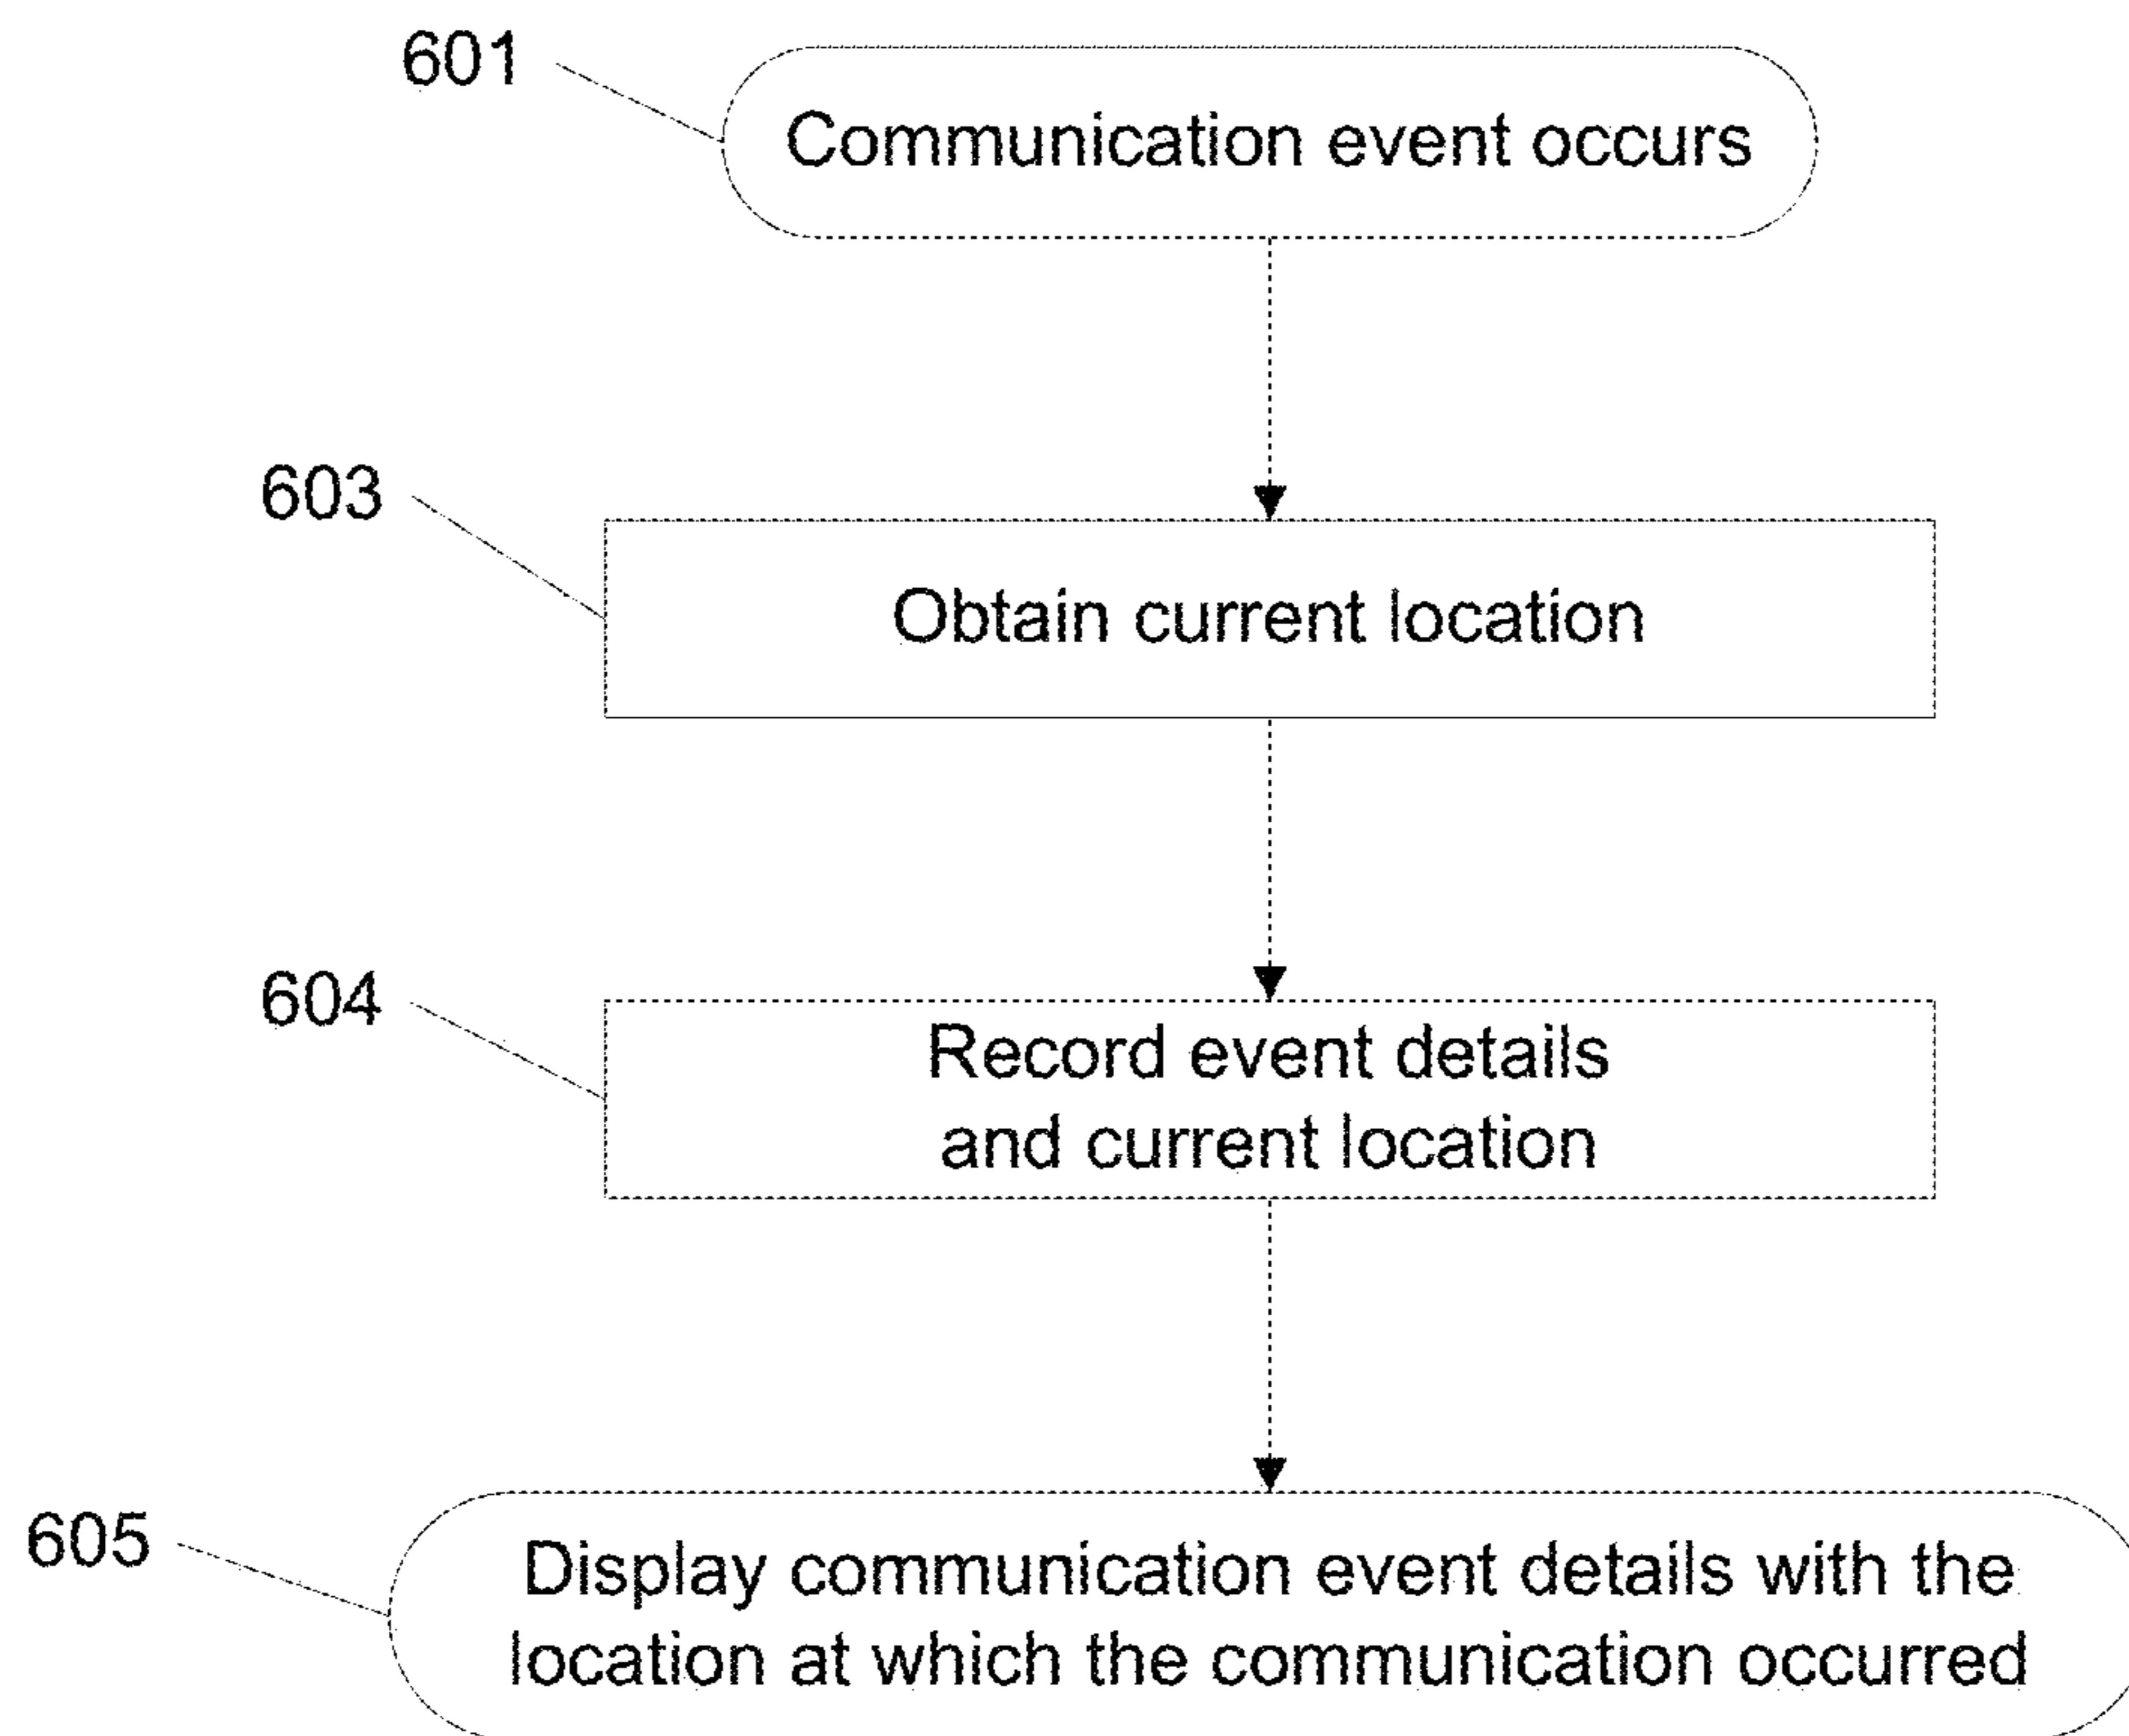 601
Communication event occurs
603
Obtain current location
604
Record event details
and current location
605
Display communication event details with the
location at which the communication occurred